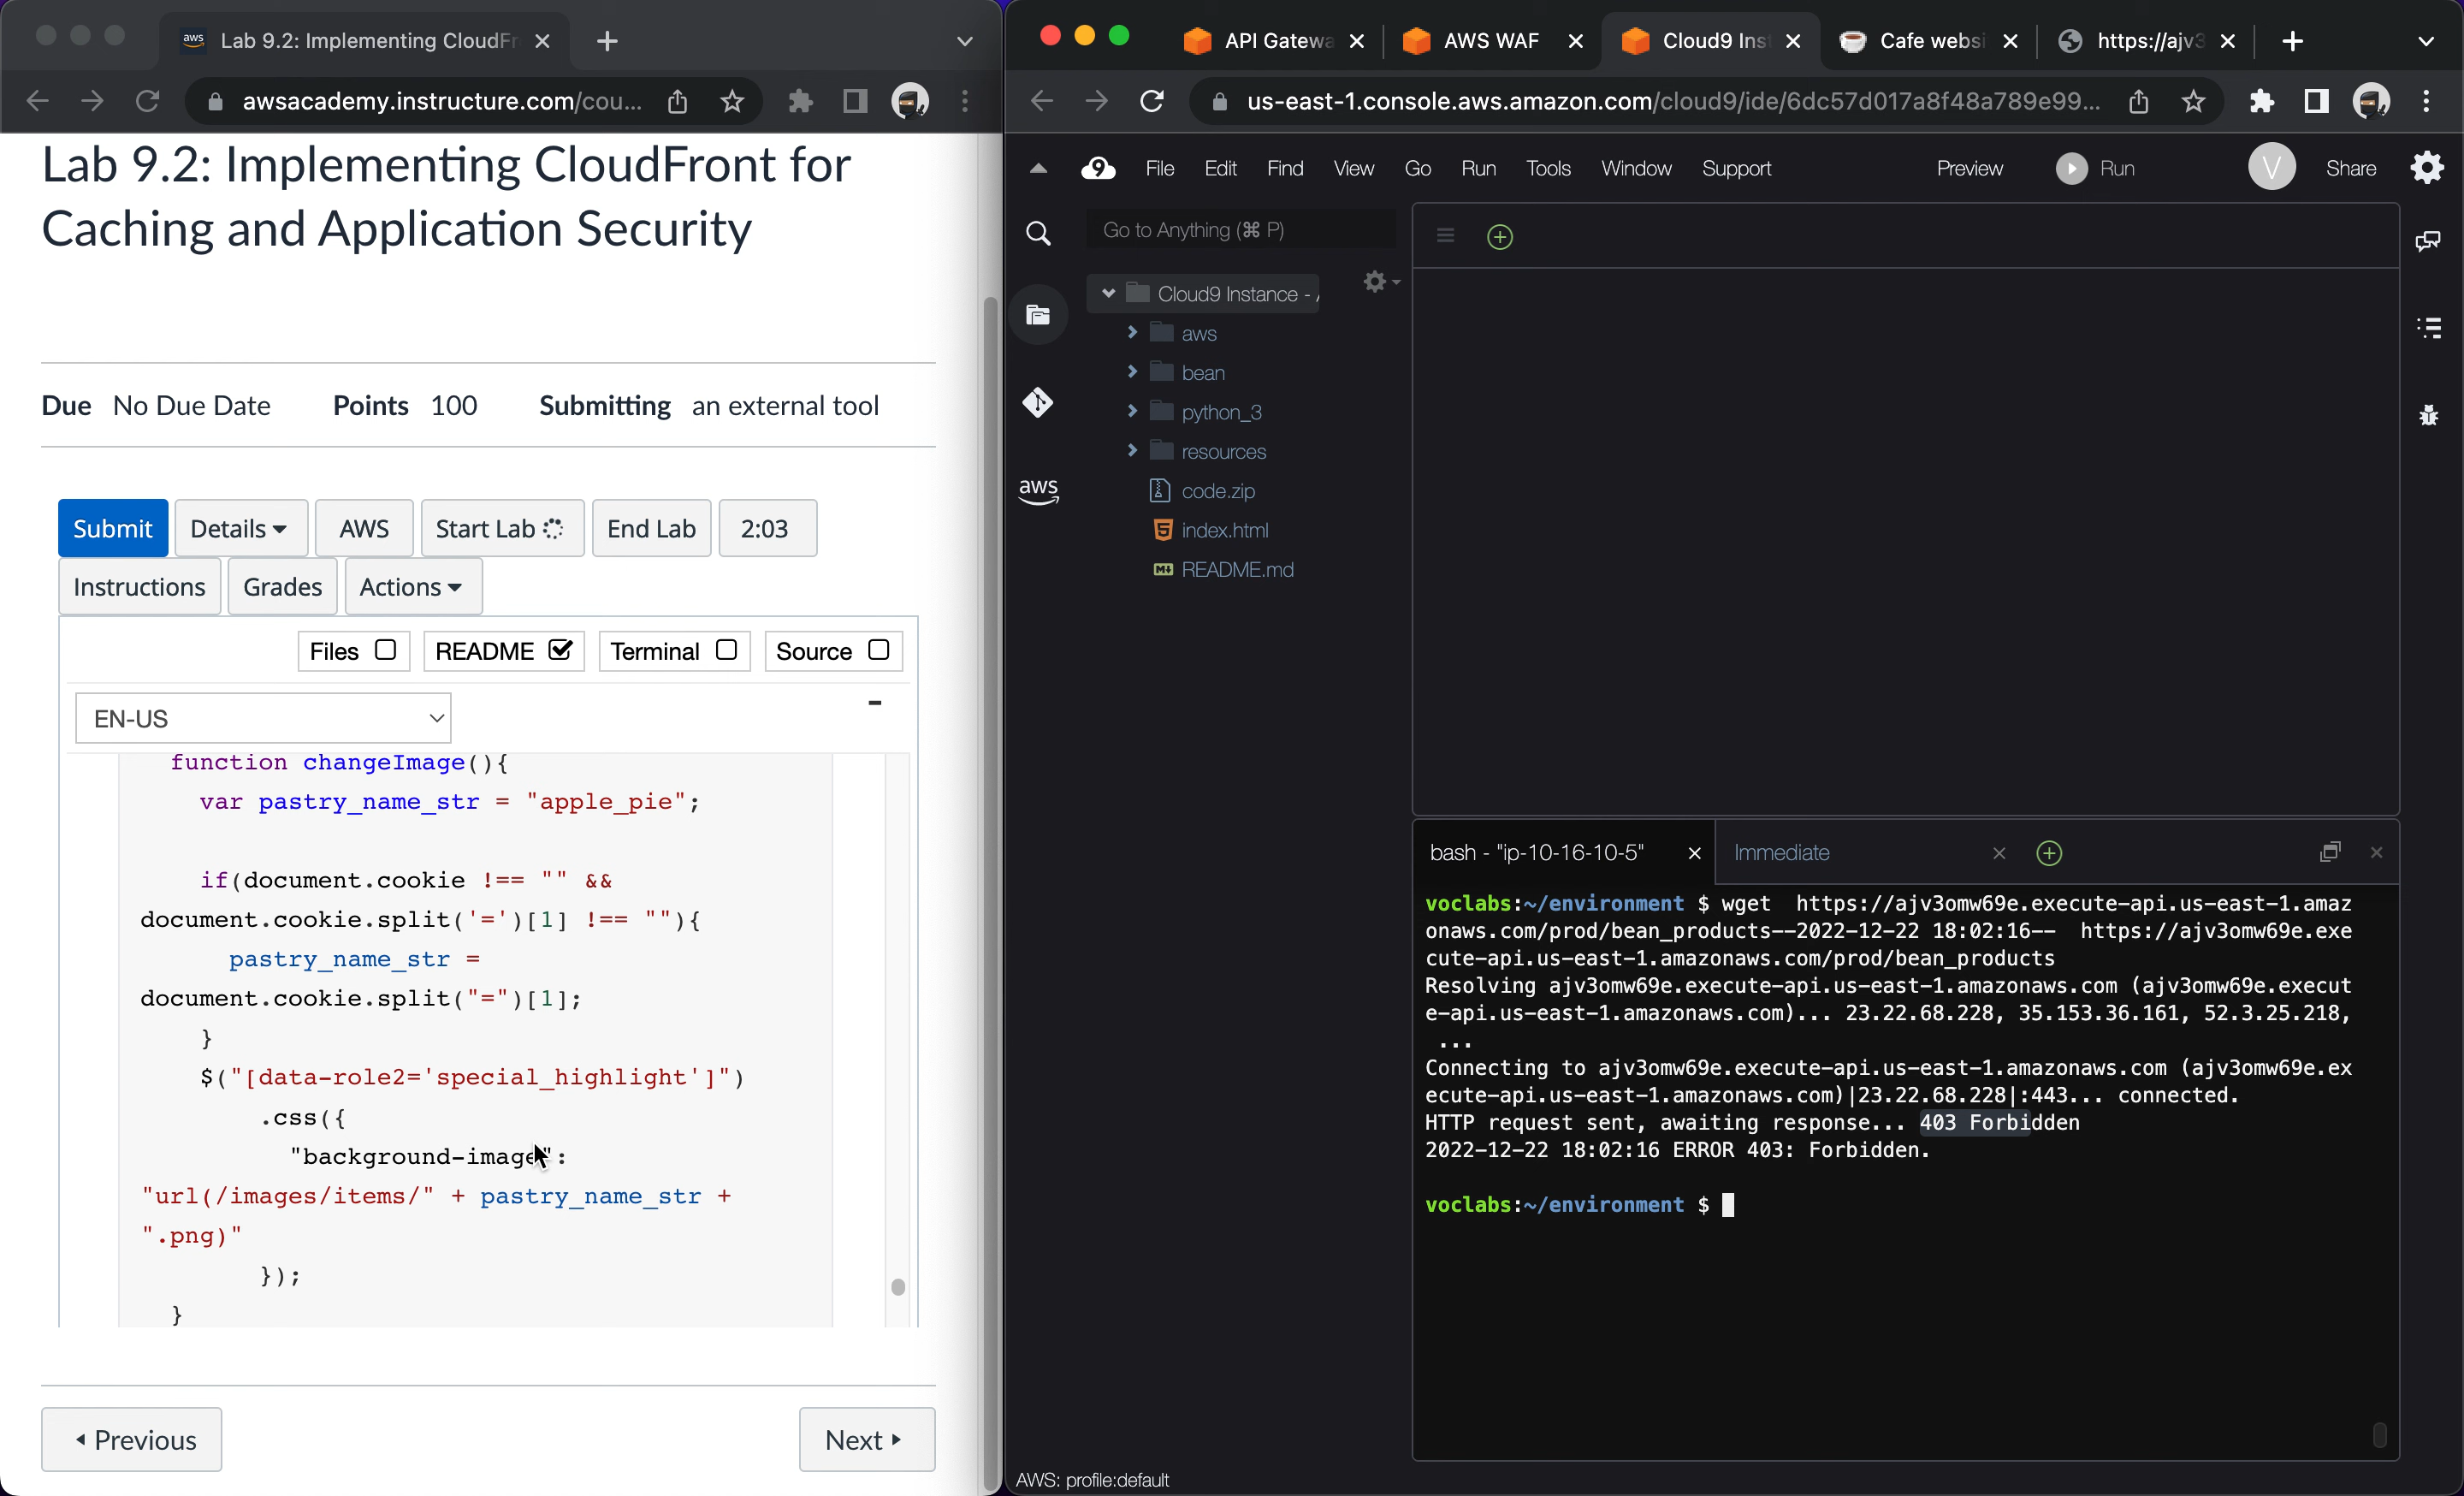 aws Lab 9.2: Implementing CloudFr
awsacademy.instructure.com/cou...
Lab 9.2: Implementing CloudFront for
Caching and Application Security
Due No Due Date Points 100 Submitting an external tool
Submit Details AWS Start Lab End Lab 2:03
Instructions Grades Actions
Files README Terminal Source
EN-US
function changeImage(){
var pastry_name_str = "apple_pie";
if(document.cookie !== "" &&
document.cookie.split('=')[1] !== ""){
pastry_name_str =
document.cookie.split("=")[1];
}
$("[data-role2='special_highlight']")
.css({
"background-image":
"url(/images/items/" + pastry_name_str +
".png)"
});
}
Previous Next
API Gatewa AWS WAF Cloud9 Inst Cafe websi https://ajv3
us-east-1.console.aws.amazon.com/cloud9/ide/6dc57d017a8f48a789e99...
9 File Edit Find View Go Run Tools Window Support Preview Run V Share
Go to Anything (⌘ P)
Cloud9 Instance - /
aws
bean
python_3
resources
code.zip
index.html
README.md
aws
bash - "ip-10-16-10-5" Immediate
voclabs:~/environment $ wget  https://ajv3omw69e.execute-api.us-east-1.amaz
onaws.com/prod/bean_products--2022-12-22 18:02:16--  https://ajv3omw69e.exe
cute-api.us-east-1.amazonaws.com/prod/bean_products
Resolving ajv3omw69e.execute-api.us-east-1.amazonaws.com (ajv3omw69e.execut
e-api.us-east-1.amazonaws.com)... 23.22.68.228, 35.153.36.161, 52.3.25.218,
...
Connecting to ajv3omw69e.execute-api.us-east-1.amazonaws.com (ajv3omw69e.ex
ecute-api.us-east-1.amazonaws.com)|23.22.68.228|:443... connected.
HTTP request sent, awaiting response... 403 Forbidden
2022-12-22 18:02:16 ERROR 403: Forbidden.
voclabs:~/environment $
AWS: profile:default